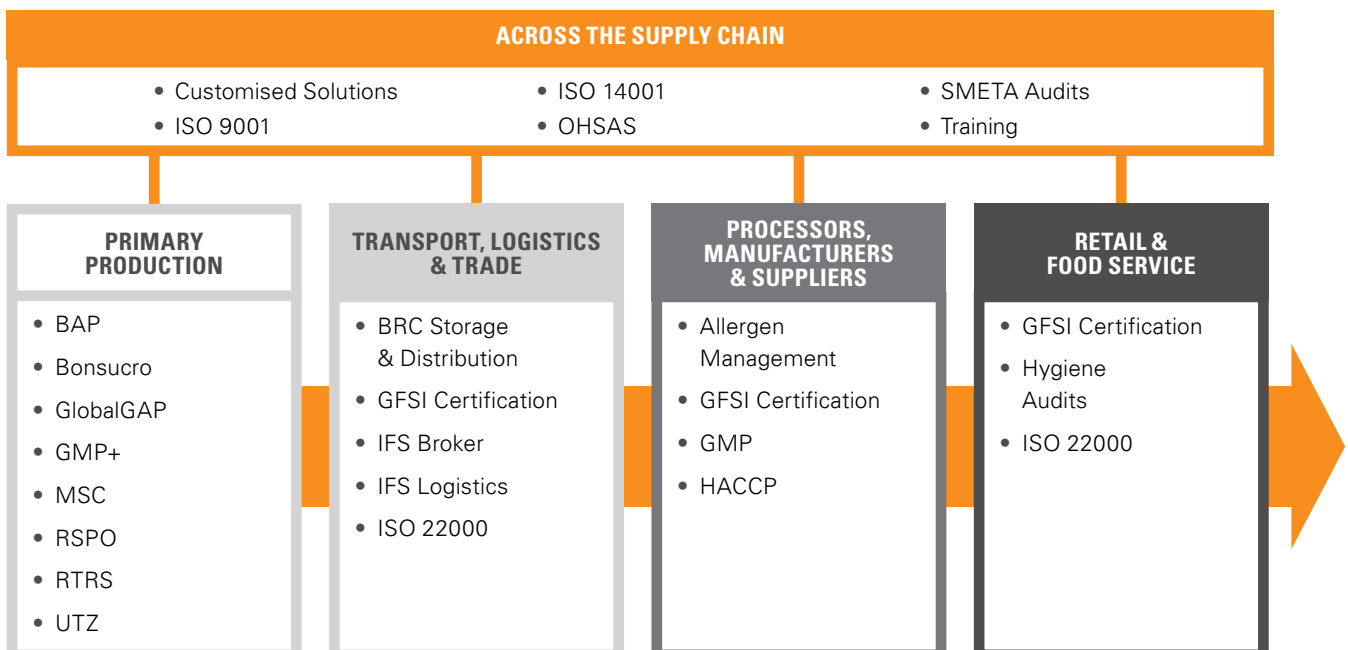 ACROSS THE SUPPLY CHAIN
• Customised Solutions
• ISO 9001
• ISO 14001
• OHSAS
• SMETA Audits
• Training
PRIMARY
PRODUCTION
• BAP
• Bonsucro
• GlobalGAP
• GMP+
• MSC
• RSPO
• RTRS
• UTZ
TRANSPORT, LOGISTICS
& TRADE
• BRC Storage
& Distribution
• GFSI Certification
• IFS Broker
• IFS Logistics
• ISO 22000
PROCESSORS,
MANUFACTURERS
& SUPPLIERS
• Allergen
Management
• GFSI Certification
• GMP
• HACCP
RETAIL &
FOOD SERVICE
• GFSI Certification
• Hygiene
Audits
• ISO 22000